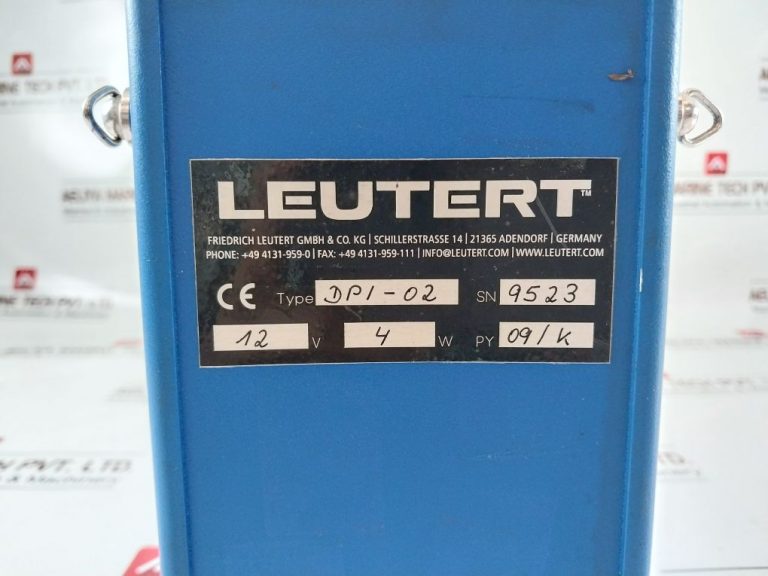 LEUTERT™
FRIEDRICH LEUTERT GMBH & CO. KG | SCHILLERSTRASSE 14 | 21365 ADENDORF | GERMANY
PHONE: +49 4131-959-0 | FAX: +49 4131-959-111 | INFO@LEUTERT.COM | WWW.LEUTERT.COM
CE Type DPI-02 SN 9523
12 V 4 W PY 09/K